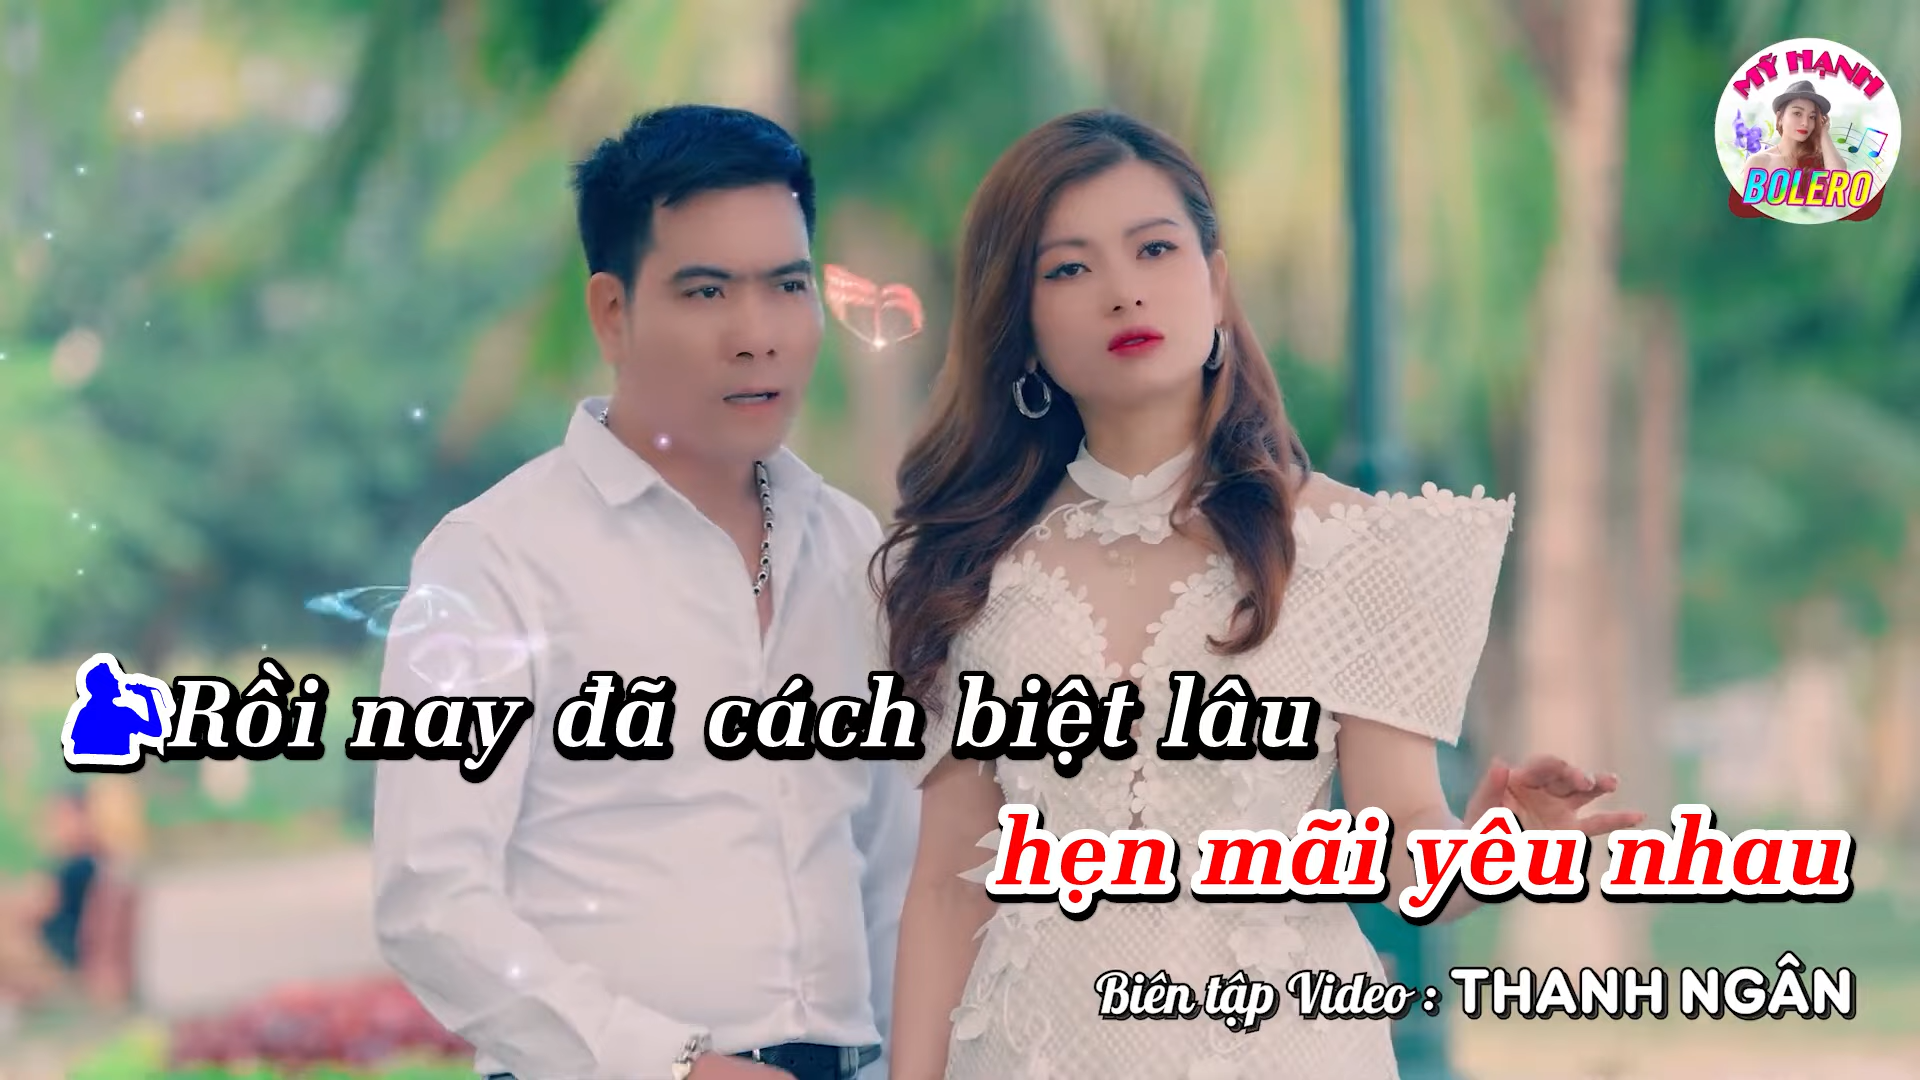 MỸ HẠNH
BOLERO
Rồi nay đã cách biệt lâu
hẹn mãi yêu nhau
Biên tập Video : THANH NGÂN